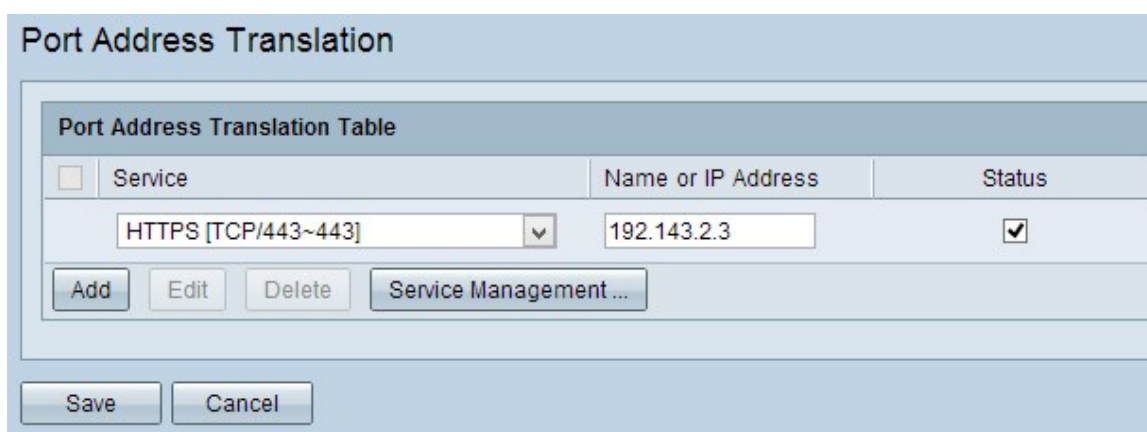 Port Address Translation
Port Address Translation Table
Service Name or IP Address Status
HTTPS [TCP/443~443] 192.143.2.3
Add Edit Delete Service Management ...
Save Cancel